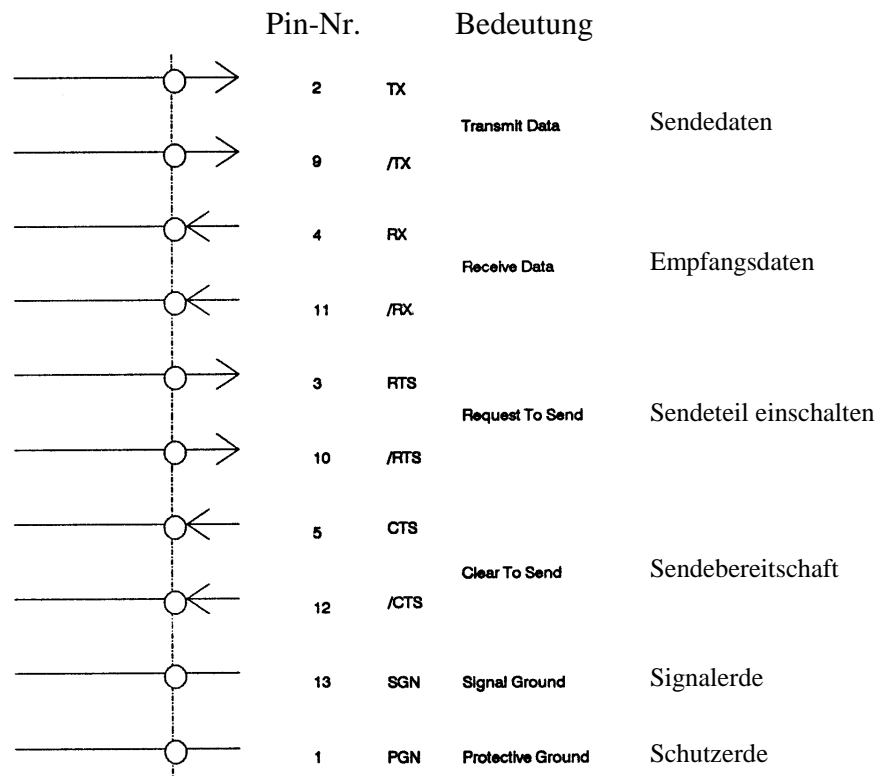 Pin-Nr. Bedeutung
2 TX
Transmit Data Sendedaten
9 /TX
4 RX
Receive Data Empfangsdaten
11 /RX
3 RTS
Request To Send Sendeteil einschalten
10 /RTS
5 CTS
Clear To Send Sendebereitschaft
12 /CTS
13 SGN Signal Ground Signalerde
1 PGN Protective Ground Schutzerde